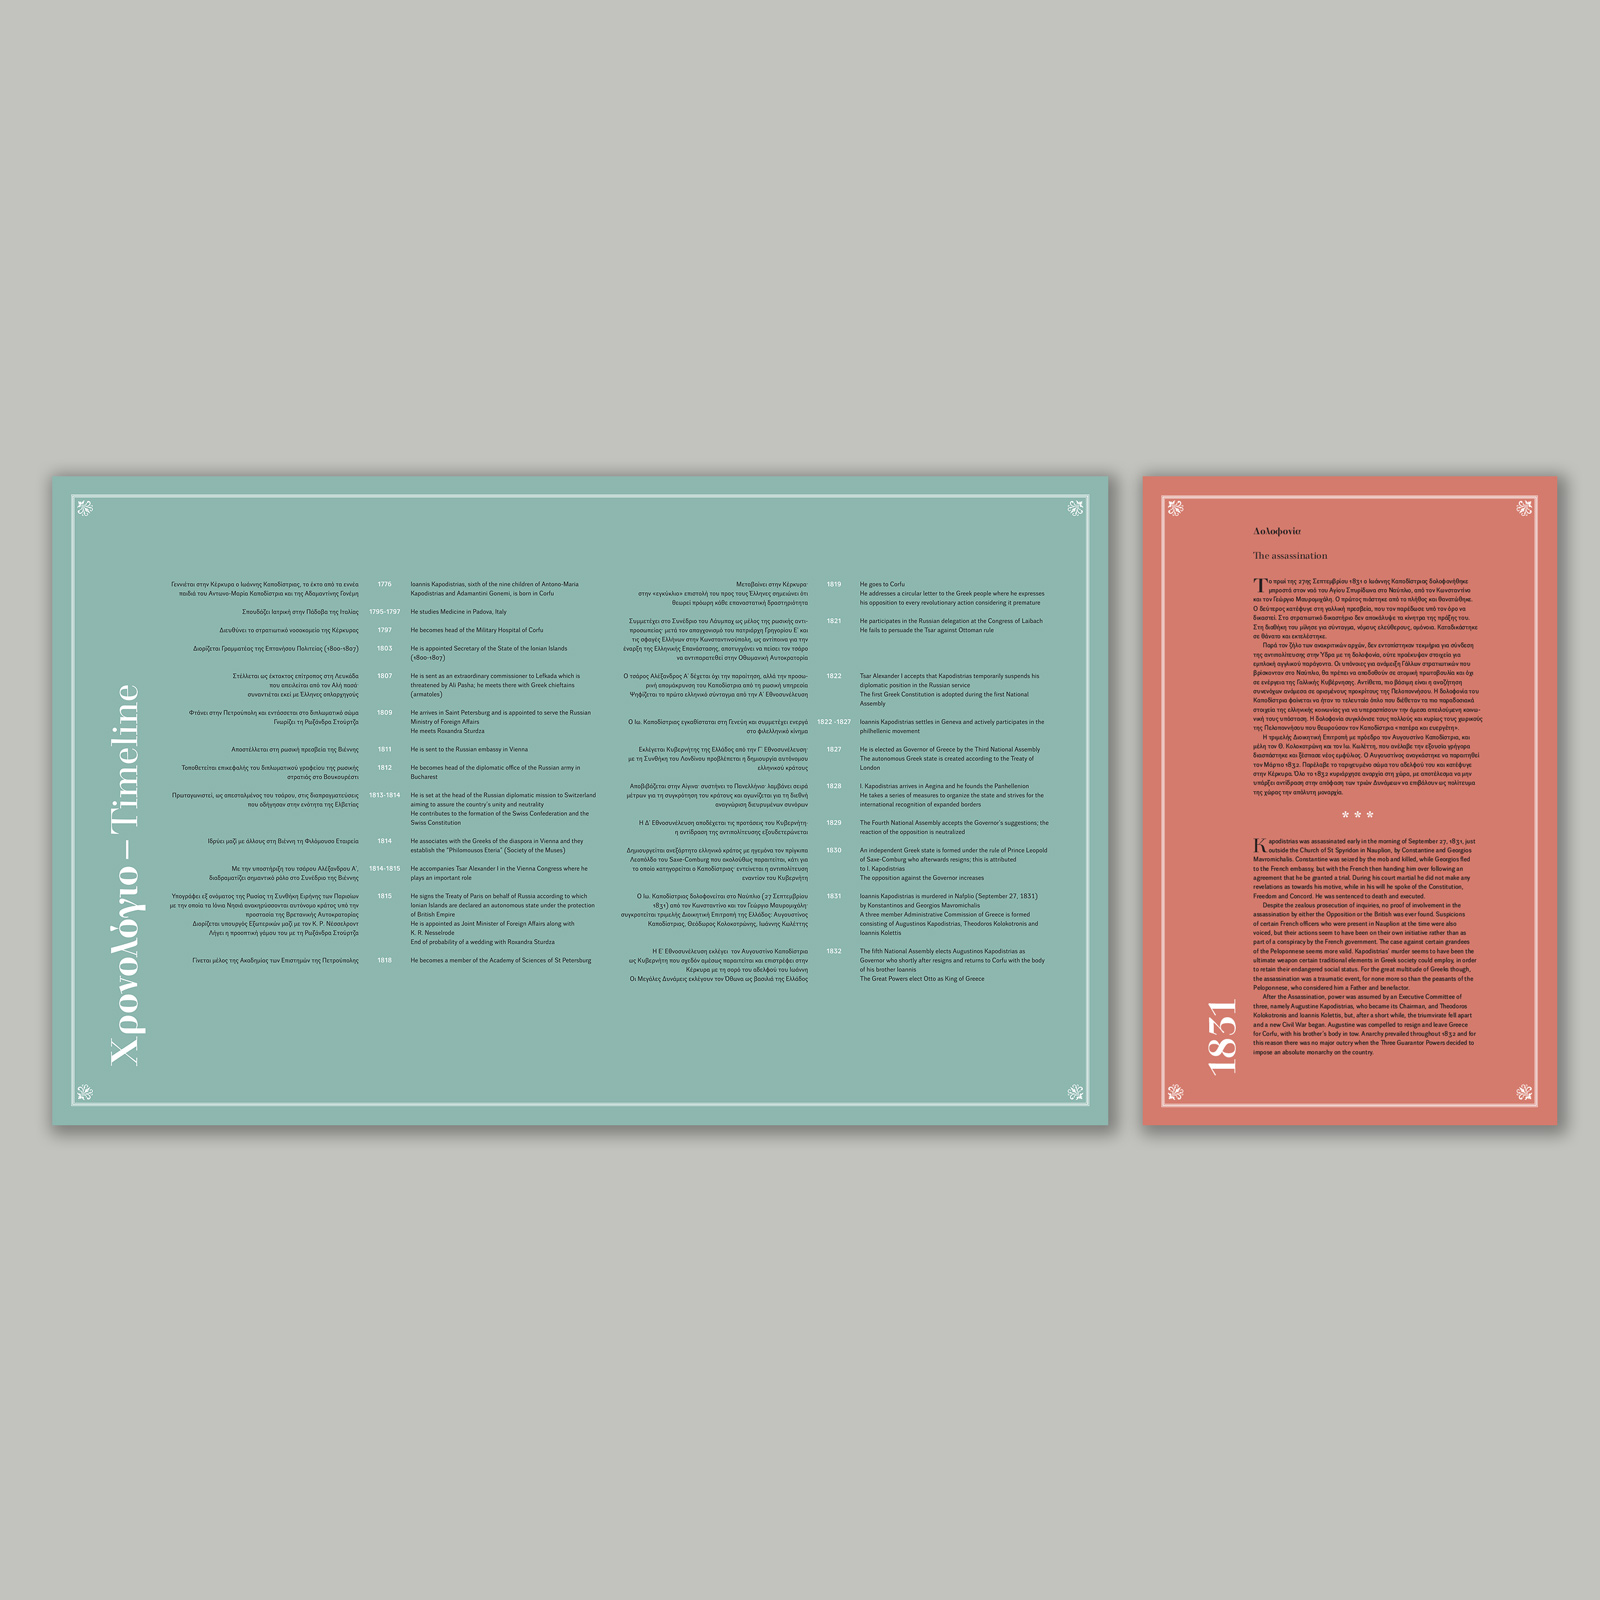 Χρονολόγιο – Timeline
Γεννιέται στην Κέρκυρα ο Ιωάννης Καποδίστριας, το έκτο από τα εννέα
παιδιά του Αντωνο-Μαρία Καποδίστρια και της Αδαμαντίνης Γονέμη
1776
Ioannis Kapodistrias, sixth of the nine children of Antono-Maria
Kapodistrias and Adamantini Gonemi, is born in Corfu
Σπουδάζει Ιατρική στην Πάδοβα της Ιταλίας
1795-1797
He studies Medicine in Padova, Italy
Διευθύνει το στρατιωτικό νοσοκομείο της Κέρκυρας
1797
He becomes head of the Military Hospital of Corfu
Διορίζεται Γραμματέας της Επτανήσου Πολιτείας (1800-1807)
1803
He is appointed Secretary of the State of the Ionian Islands
(1800-1807)
Στέλλεται ως έκτακτος επίτροπος στη Λευκάδα
που απειλείται από τον Αλή πασά·
συναντιέται εκεί με Έλληνες οπλαρχηγούς
1807
He is sent as an extraordinary commissioner to Lefkada which is
threatened by Ali Pasha; he meets there with Greek chieftains
(armatoles)
Φτάνει στην Πετρούπολη και εντάσσεται στο διπλωματικό σώμα
Γνωρίζει τη Ρωξάνδρα Στούρτζα
1809
He arrives in Saint Petersburg and is appointed to serve the Russian
Ministry of Foreign Affairs
He meets Roxandra Sturdza
Αποστέλλεται στη ρωσική πρεσβεία της Βιέννης
1811
He is sent to the Russian embassy in Vienna
Τοποθετείται επικεφαλής του διπλωματικού γραφείου της ρωσικής
στρατιάς στο Βουκουρέστι
1812
He becomes head of the diplomatic office of the Russian army in
Bucharest
Πρωταγωνιστεί, ως απεσταλμένος του τσάρου, στις διαπραγματεύσεις
που οδήγησαν στην ενότητα της Ελβετίας
1813-1814
He is set at the head of the Russian diplomatic mission to Switzerland
aiming to assure the country's unity and neutrality
He contributes to the formation of the Swiss Confederation and the
Swiss Constitution
Ιδρύει μαζί με άλλους στη Βιέννη τη Φιλόμουσο Εταιρεία
1814
He associates with the Greeks of the diaspora in Vienna and they
establish the "Philomousos Eteria" (Society of the Muses)
Με την υποστήριξη του τσάρου Αλέξανδρου Α΄,
διαδραματίζει σημαντικό ρόλο στο Συνέδριο της Βιέννης
1814-1815
He accompanies Tsar Alexander I in the Vienna Congress where he
plays an important role
Υπογράφει εξ ονόματος της Ρωσίας τη Συνθήκη Ειρήνης των Παρισίων
με την οποία τα Ιόνια Νησιά ανακηρύσσονται αυτόνομο κράτος υπό την
προστασία της Βρετανικής Αυτοκρατορίας
Διορίζεται υπουργός Εξωτερικών μαζί με τον Κ. Ρ. Νέσσελροντ
Λήγει η προοπτική γάμου του με τη Ρωξάνδρα Στούρτζα
1815
He signs the Treaty of Paris on behalf of Russia according to which
Ionian Islands are declared an autonomous state under the protection
of British Empire
He is appointed as Joint Minister of Foreign Affairs along with
K. R. Nesselrode
End of probability of a wedding with Roxandra Sturdza
Γίνεται μέλος της Ακαδημίας των Επιστημών της Πετρούπολης
1818
He becomes a member of the Academy of Sciences of St Petersburg
Μεταβαίνει στην Κέρκυρα·
στην «εγκύκλιο» επιστολή του προς τους Έλληνες σημειώνει ότι
θεωρεί πρόωρη κάθε επαναστατική δραστηριότητα
1819
He goes to Corfu
He addresses a circular letter to the Greek people where he expresses
his opposition to every revolutionary action considering it premature
Συμμετέχει στο Συνέδριο του Λάυμπαχ ως μέλος της ρωσικής αντι-
προσωπείας· μετά τον απαγχονισμό του πατριάρχη Γρηγορίου Ε΄ και
τις σφαγές Ελλήνων στην Κωνσταντινούπολη, ως αντίποινα για την
έναρξη της Ελληνικής Επανάστασης, αποτυγχάνει να πείσει τον τσάρο
να αντιπαρατεθεί στην Οθωμανική Αυτοκρατορία
1821
He participates in the Russian delegation at the Congress of Laibach
He fails to persuade the Tsar against Ottoman rule
Ο τσάρος Αλέξανδρος Α΄ δέχεται όχι την παραίτηση, αλλά την προσω-
ρινή απομάκρυνση του Καποδίστρια από τη ρωσική υπηρεσία
Ψηφίζεται το πρώτο ελληνικό σύνταγμα από την Α΄ Εθνοσυνέλευση
1822
Tsar Alexander I accepts that Kapodistrias temporarily suspends his
diplomatic position in the Russian service
The first Greek Constitution is adopted during the first National
Assembly
Ο Ιω. Καποδίστριας εγκαθίσταται στη Γενεύη και συμμετέχει ενεργά
στο φιλελληνικό κίνημα
1822 -1827
Ioannis Kapodistrias settles in Geneva and actively participates in the
philhellenic movement
Εκλέγεται Κυβερνήτης της Ελλάδος από την Γ΄ Εθνοσυνέλευση·
με τη Συνθήκη του Λονδίνου προβλέπεται η δημιουργία αυτόνομου
ελληνικού κράτους
1827
He is elected as Governor of Greece by the Third National Assembly
The autonomous Greek state is created according to the Treaty of
London
Αποβιβάζεται στην Αίγινα· συστήνει το Πανελλήνιο· λαμβάνει σειρά
μέτρων για τη συγκρότηση του κράτους και αγωνίζεται για τη διεθνή
αναγνώριση διευρυμένων συνόρων
1828
I. Kapodistrias arrives in Aegina and he founds the Panhellenion
He takes a series of measures to organize the state and strives for the
international recognition of expanded borders
Η Δ΄ Εθνοσυνέλευση αποδέχεται τις προτάσεις του Κυβερνήτη·
η αντίδραση της αντιπολίτευσης εξουδετερώνεται
1829
The Fourth National Assembly accepts the Governor's suggestions; the
reaction of the opposition is neutralized
Δημιουργείται ανεξάρτητο ελληνικό κράτος με ηγεμόνα τον πρίγκιπα
Λεοπόλδο του Saxe-Comburg που ακολούθως παραιτείται, κάτι για
το οποίο κατηγορείται ο Καποδίστριας· εντείνεται η αντιπολίτευση
εναντίον του Κυβερνήτη
1830
An independent Greek state is formed under the rule of Prince Leopold
of Saxe-Comburg who afterwards resigns; this is attributed
to I. Kapodistrias
The opposition against the Governor increases
Ο Ιω. Καποδίστριας δολοφονείται στο Ναύπλιο (27 Σεπτεμβρίου
1831) από τον Κωνσταντίνο και τον Γεώργιο Μαυρομιχάλη·
συγκροτείται τριμελής Διοικητική Επιτροπή της Ελλάδος: Αυγουστίνος
Καποδίστριας, Θεόδωρος Κολοκοτρώνης, Ιωάννης Κωλέττης
1831
Ioannis Kapodistrias is murdered in Nafplio (September 27, 1831)
by Konstantinos and Georgios Mavromichalis
A three member Administrative Commission of Greece is formed
consisting of Augustinos Kapodistrias, Theodoros Kolokotronis and
Ioannis Kolettis
Η Ε΄ Εθνοσυνέλευση εκλέγει τον Αυγουστίνο Καποδίστρια
ως Κυβερνήτη που σχεδόν αμέσως παραιτείται και επιστρέφει στην
Κέρκυρα με τη σορό του αδελφού του Ιωάννη
Οι Μεγάλες Δυνάμεις εκλέγουν τον Όθωνα ως βασιλιά της Ελλάδος
1832
The fifth National Assembly elects Augustinos Kapodistrias as
Governor who shortly after resigns and returns to Corfu with the body
of his brother Ioannis
The Great Powers elect Otto as King of Greece
1831
Δολοφονία
The assassination
Το πρωί της 27ης Σεπτεμβρίου 1831 ο Ιωάννης Καποδίστριας δολοφονήθηκε
μπροστά στον ναό του Αγίου Σπυρίδωνα στο Ναύπλιο, από τον Κωνσταντίνο
και τον Γεώργιο Μαυρομιχάλη. Ο πρώτος πιάστηκε από το πλήθος και θανατώθηκε.
Ο δεύτερος κατέφυγε στη γαλλική πρεσβεία, που τον παρέδωσε υπό τον όρο να
δικαστεί. Στο στρατιωτικό δικαστήριο δεν αποκάλυψε τα κίνητρα της πράξης του.
Στη διαθήκη του μίλησε για σύνταγμα, νόμους ελεύθερους, ομόνοια. Καταδικάστηκε
σε θάνατο και εκτελέστηκε.
Παρά τον ζήλο των ανακριτικών αρχών, δεν εντοπίστηκαν τεκμήρια για σύνδεση
της αντιπολίτευσης στην Ύδρα με τη δολοφονία, ούτε προέκυψαν στοιχεία για
εμπλοκή αγγλικού παράγοντα. Οι υπόνοιες για ανάμειξη Γάλλων στρατιωτικών που
βρίσκονταν στο Ναύπλιο, θα πρέπει να αποδοθούν σε ατομική πρωτοβουλία και όχι
σε ενέργεια της Γαλλικής Κυβέρνησης. Αντίθετα, πιο βάσιμη είναι η αναζήτηση
συνενόχων ανάμεσα σε ορισμένους προκρίτους της Πελοποννήσου. Η δολοφονία του
Καποδίστρια φαίνεται να ήταν το τελευταίο όπλο που διέθεταν τα πιο παραδοσιακά
στοιχεία της ελληνικής κοινωνίας για να υπερασπίσουν την άμεσα απειλούμενη κοινω-
νική τους υπόσταση. Η δολοφονία συγκλόνισε τους πολλούς και κυρίως τους χωρικούς
της Πελοποννήσου που θεωρούσαν τον Καποδίστρια «πατέρα και ευεργέτη».
Η τριμελής Διοικητική Επιτροπή με πρόεδρο τον Αυγουστίνο Καποδίστρια, και
μέλη τον Θ. Κολοκοτρώνη και τον Ιω. Κωλέττη, που ανέλαβε την εξουσία γρήγορα
διασπάστηκε και ξέσπασε νέος εμφύλιος. Ο Αυγουστίνος αναγκάστηκε να παραιτηθεί
τον Μάρτιο 1832. Παρέλαβε το ταριχευμένο σώμα του αδελφού του και κατέφυγε
στην Κέρκυρα. Όλο το 1832 κυριάρχησε αναρχία στη χώρα, με αποτέλεσμα να μην
υπάρξει αντίδραση στην απόφαση των τριών Δυνάμεων να επιβάλουν ως πολίτευμα
της χώρας την απόλυτη μοναρχία.
* * *
Kapodistrias was assassinated early in the morning of September 27, 1831, just
outside the Church of St Spyridon in Nauplion, by Constantine and Georgios
Mavromichalis. Constantine was seized by the mob and killed, while Georgios fled
to the French embassy, but with the French then handing him over following an
agreement that he be granted a trial. During his court martial he did not make any
revelations as towards his motive, while in his will he spoke of the Constitution,
Freedom and Concord. He was sentenced to death and executed.
Despite the zealous prosecution of inquiries, no proof of involvement in the
assassination by either the Opposition or the British was ever found. Suspicions
of certain French officers who were present in Nauplion at the time were also
voiced, but their actions seem to have been on their own initiative rather than as
part of a conspiracy by the French government. The case against certain grandees
of the Peloponnese seems more valid. Kapodistrias' murder seems to have been the
ultimate weapon certain traditional elements in Greek society could employ, in order
to retain their endangered social status. For the great multitude of Greeks though,
the assassination was a traumatic event, for none more so than the peasants of the
Peloponnese, who considered him a Father and benefactor.
After the Assassination, power was assumed by an Executive Committee of
three, namely Augustine Kapodistrias, who became its Chairman, and Theodoros
Kolokotronis and Ioannis Kolettis, but, after a short while, the triumvirate fell apart
and a new Civil War began. Augustine was compelled to resign and leave Greece
for Corfu, with his brother's body in tow. Anarchy prevailed throughout 1832 and for
this reason there was no major outcry when the Three Guarantor Powers decided to
impose an absolute monarchy on the country.